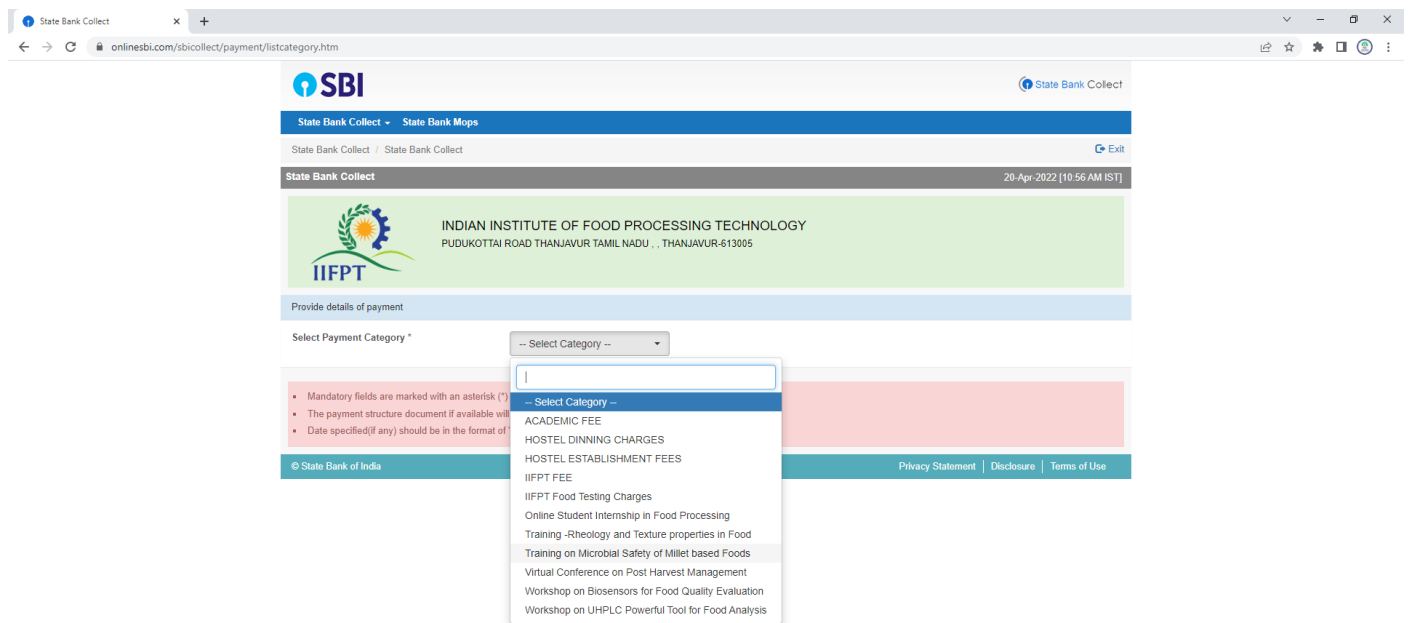 State Bank Collect
onlinesbi.com/sbicollect/payment/listcategory.htm
SBI
State Bank Collect
State Bank Collect State Bank Mops
State Bank Collect / State Bank Collect Exit
State Bank Collect 20-Apr-2022 [10:56 AM IST]
INDIAN INSTITUTE OF FOOD PROCESSING TECHNOLOGY
PUDUKOTTAI ROAD THANJAVUR TAMIL NADU , , THANJAVUR-613005
IIFPT
Provide details of payment
Select Payment Category *
-- Select Category --
Mandatory fields are marked with an asterisk (*)
The payment structure document if available will
Date specified(if any) should be in the format of '
-- Select Category --
ACADEMIC FEE
HOSTEL DINNING CHARGES
HOSTEL ESTABLISHMENT FEES
IIFPT FEE
IIFPT Food Testing Charges
Online Student Internship in Food Processing
Training -Rheology and Texture properties in Food
Training on Microbial Safety of Millet based Foods
Virtual Conference on Post Harvest Management
Workshop on Biosensors for Food Quality Evaluation
Workshop on UHPLC Powerful Tool for Food Analysis
© State Bank of India Privacy Statement | Disclosure | Terms of Use